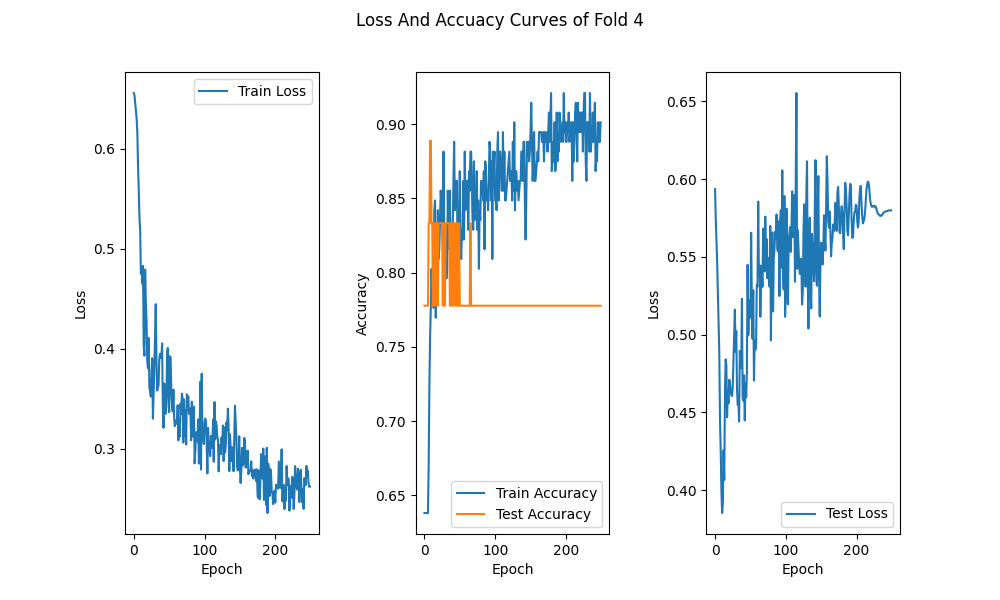 Loss And Accuacy Curves of Fold 4
Train Loss
0.6
0.5
0.4
0.3
Loss
0
100
200
Epoch
0.90
0.85
0.80
0.75
0.70
0.65
Accuracy
Train Accuracy
Test Accuracy
0
100
200
Epoch
0.65
0.60
0.55
0.50
0.45
0.40
Loss
Test Loss
0
100
200
Epoch